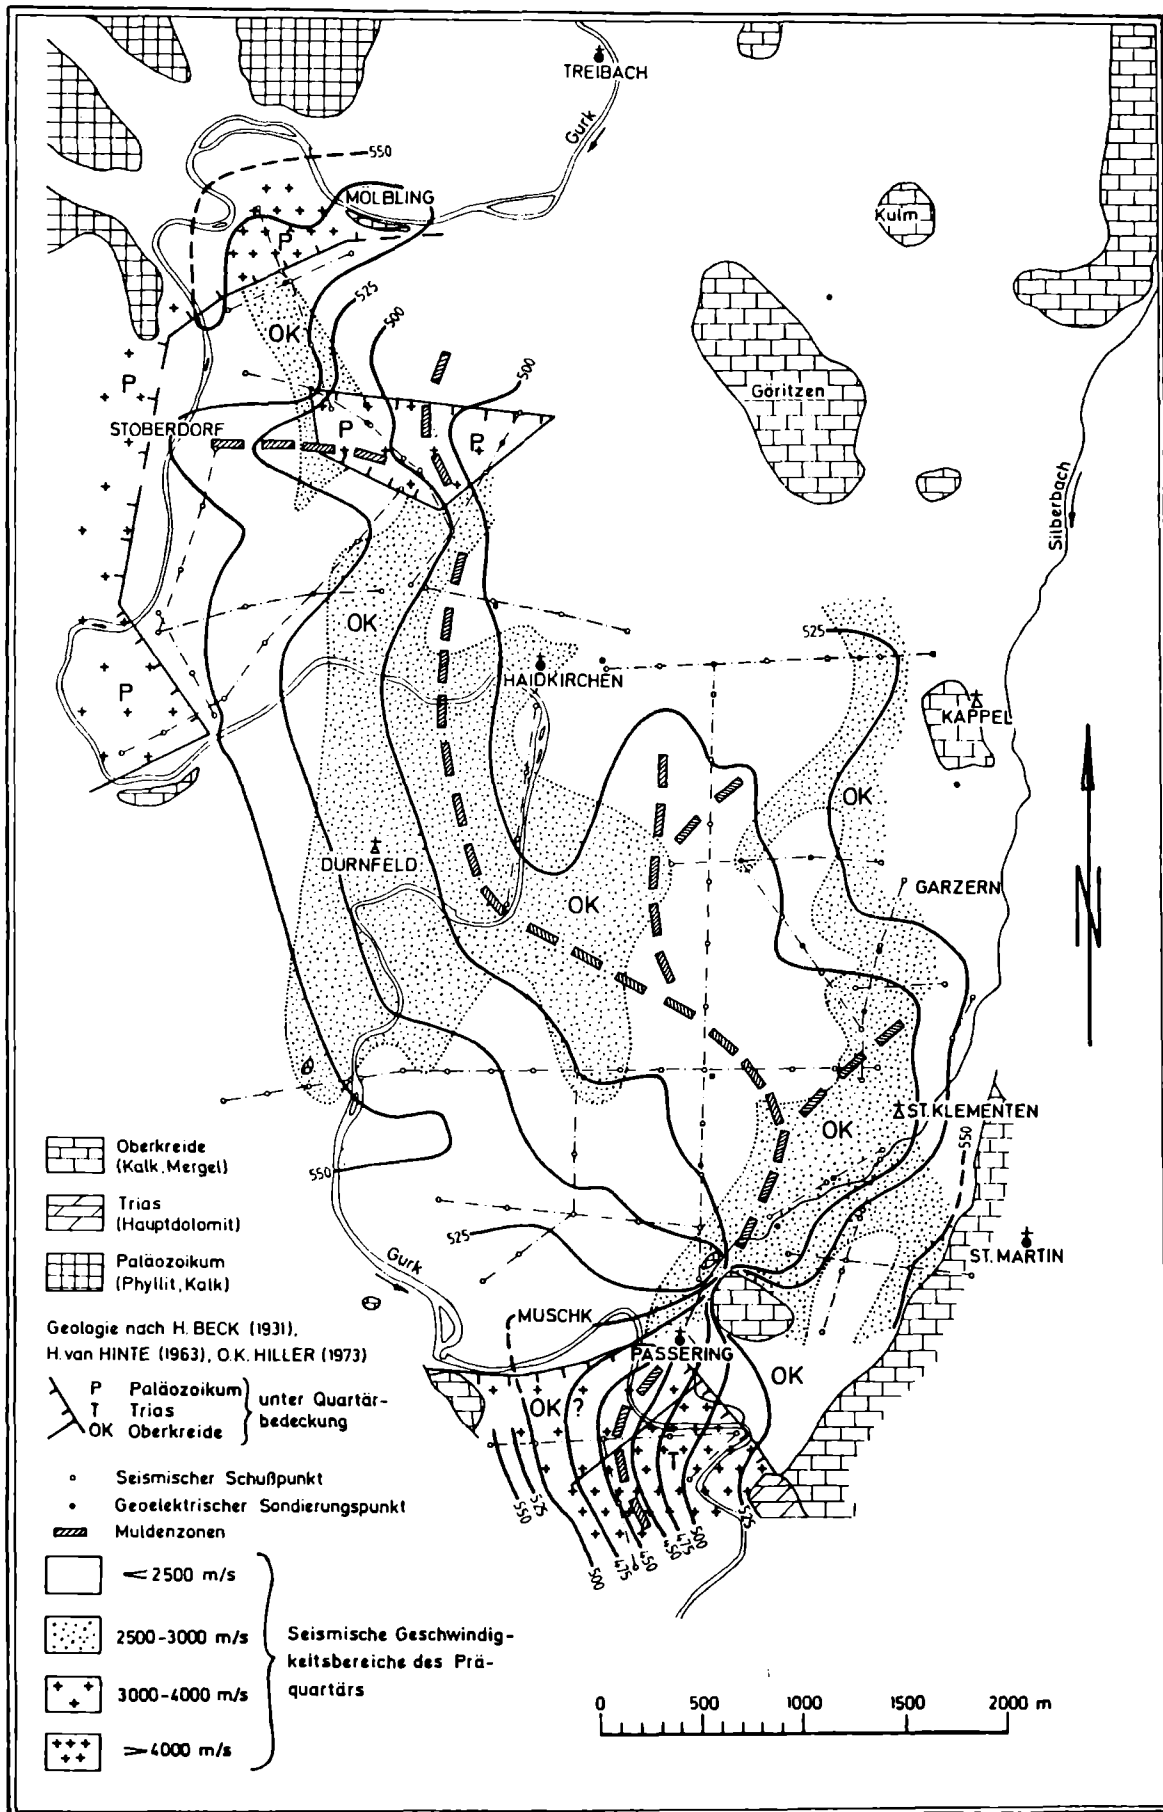 TREIBACH
Gurk
550
MÖLBLING
P
Kulm
525
500
OK
500
P
Göritzen
STOBERDORF
P
P
Silberbach
OK
525
HAIDKIRCHEN
P
KAPPEL
OK
DÜRNFELD
GARZERN
OK
ST. KLEMENTEN
OK
550
550
525
ST. MARTIN
Gurk
MUSCHK
PASSERING
OK
OK ?
T
550
525
500
475
450
450
475
500
525
N
Oberkreide
(Kalk, Mergel)
Trias
(Hauptdolomit)
Paläozoikum
(Phyllit, Kalk)
Geologie nach H. BECK (1931),
H. van HINTE (1963), O.K. HILLER (1973)
P Paläozoikum
T Trias
OK Oberkreide
unter Quartär-
bedeckung
Seismischer Schußpunkt
Geoelektrischer Sondierungspunkt
Muldenzonen
< 2500 m/s
2500-3000 m/s
3000-4000 m/s
> 4000 m/s
Seismische Geschwindig-
keitsbereiche des Prä-
quartärs
0 500 1000 1500 2000 m